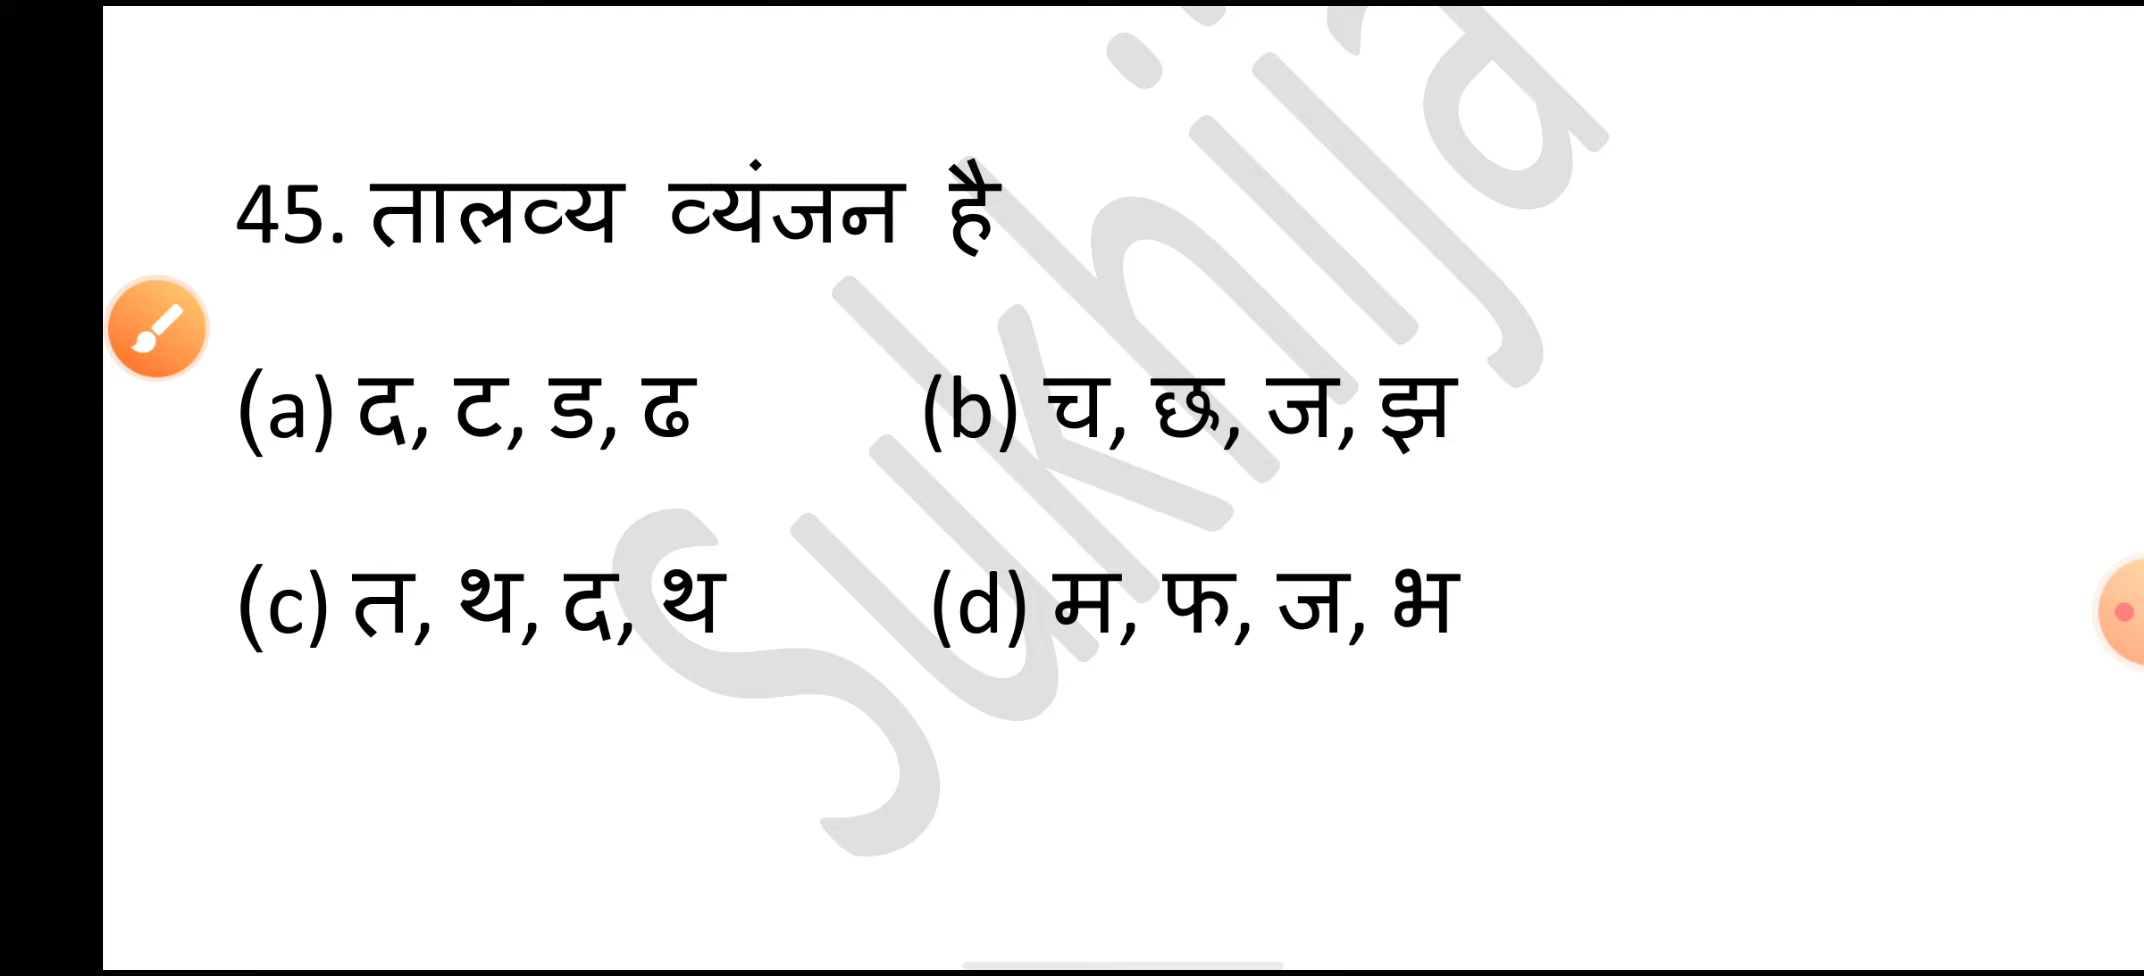 45. तालव्य व्यंजन है
(a) द, ट, ड, ढ (b) च, छ, ज, झ
(c) त, थ, द, थ (d) म, फ, ज, भ
Sukhija